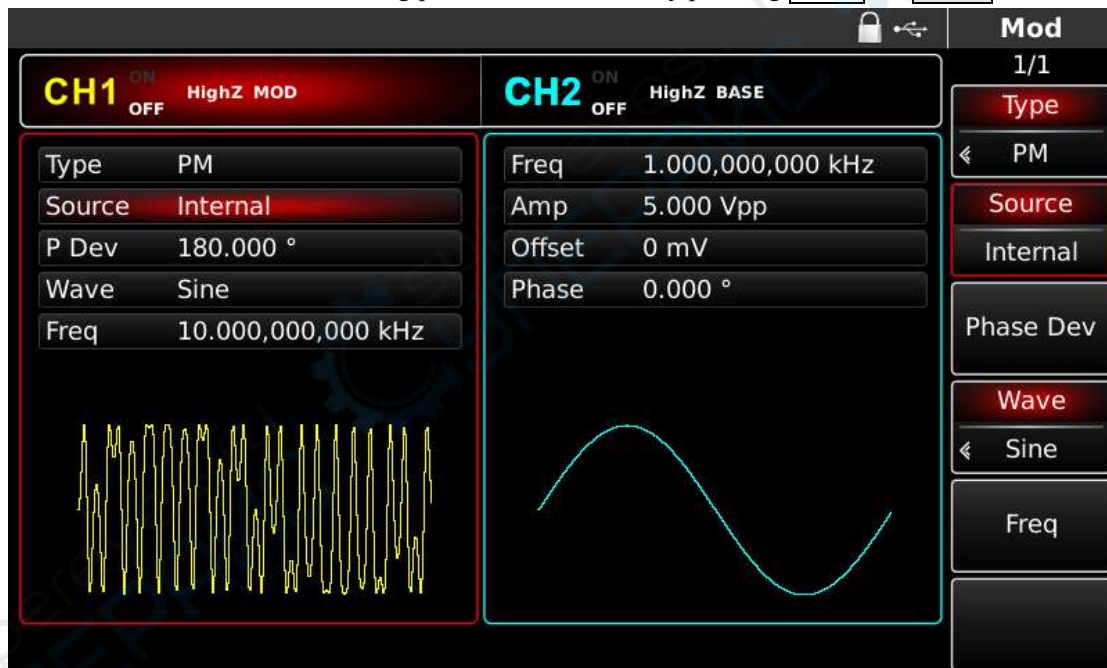 Mod
1/1
CH1 ON OFF HighZ MOD
CH2 ON OFF HighZ BASE
Type PM
Source Internal
P Dev 180.000 °
Wave Sine
Freq 10.000,000,000 kHz
Freq 1.000,000,000 kHz
Amp 5.000 Vpp
Offset 0 mV
Phase 0.000 °
Type
PM
Source
Internal
Phase Dev
Wave
Sine
Freq